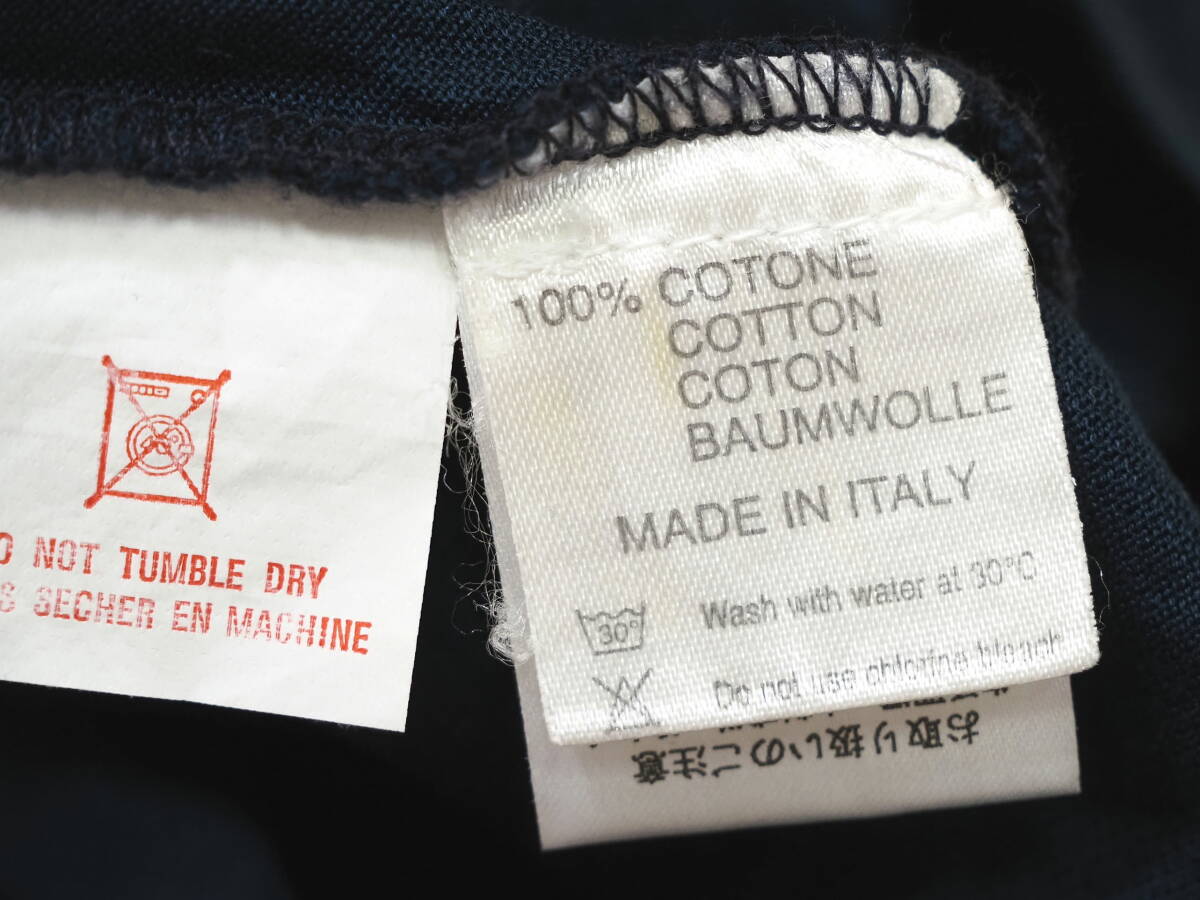 O NOT TUMBLE DRY
S SECHER EN MACHINE
100% COTONE
COTTON
COTON
BAUMWOLLE
MADE IN ITALY
30°
Wash with water at 30°C
Do not use chlorine bleach
お取り扱いのご注意